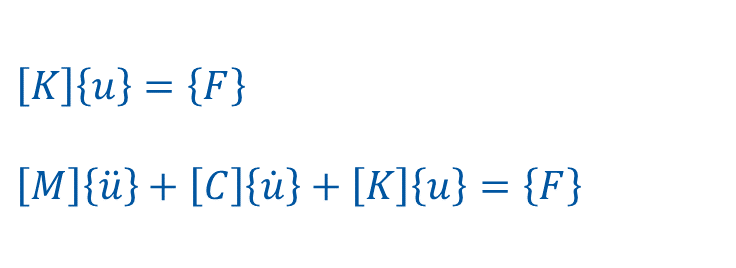 [K]{u} = {F}
[M]{ü} + [C]{u̇} + [K]{u} = {F}